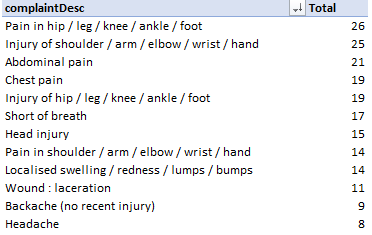 complaintDesc Total
Pain in hip / leg / knee / ankle / foot 26
Injury of shoulder / arm / elbow / wrist / hand 25
Abdominal pain 21
Chest pain 19
Injury of hip / leg / knee / ankle / foot 19
Short of breath 17
Head injury 15
Pain in shoulder / arm / elbow / wrist / hand 14
Localised swelling / redness / lumps / bumps 14
Wound : laceration 11
Backache (no recent injury) 9
Headache 8